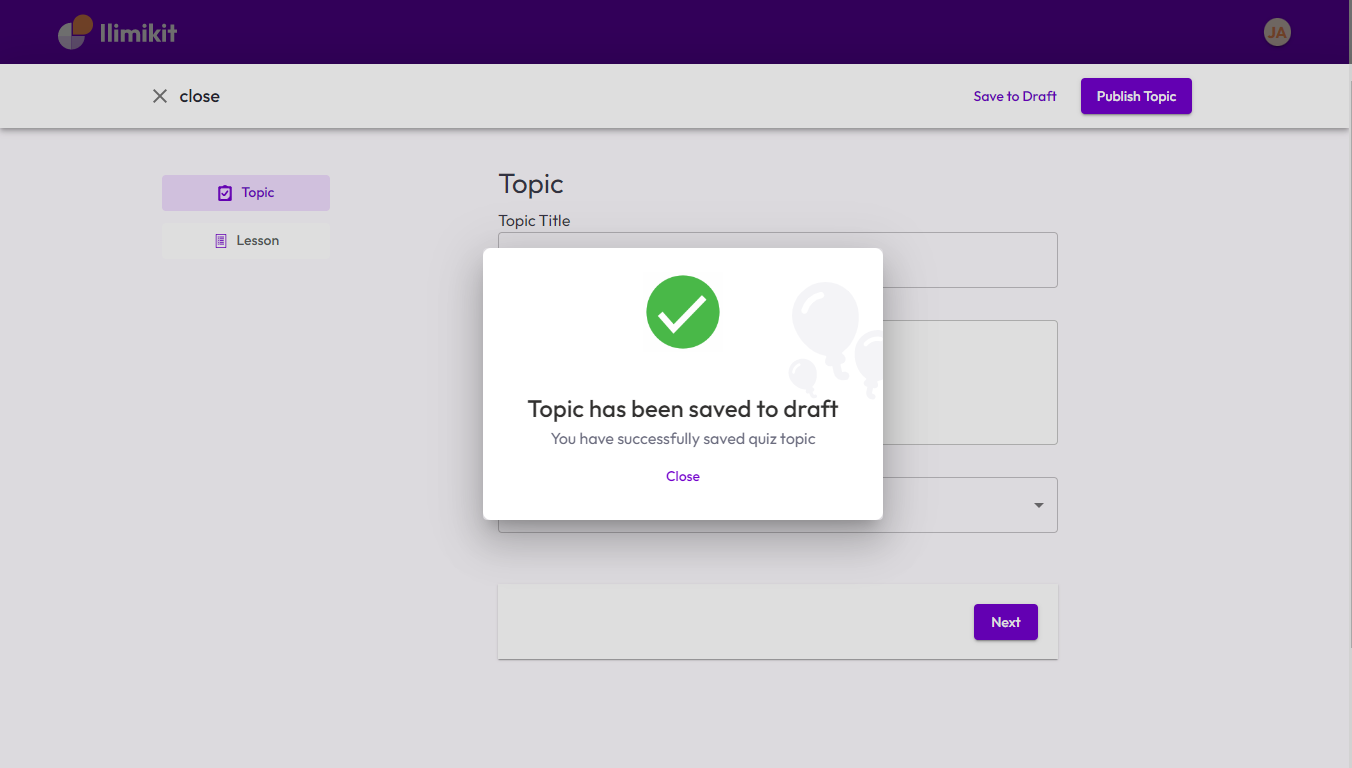 Ilimikit
JA
close
Save to Draft
Publish Topic
Topic
Lesson
Topic
Topic Title
Topic has been saved to draft
You have successfully saved quiz topic
Close
Next